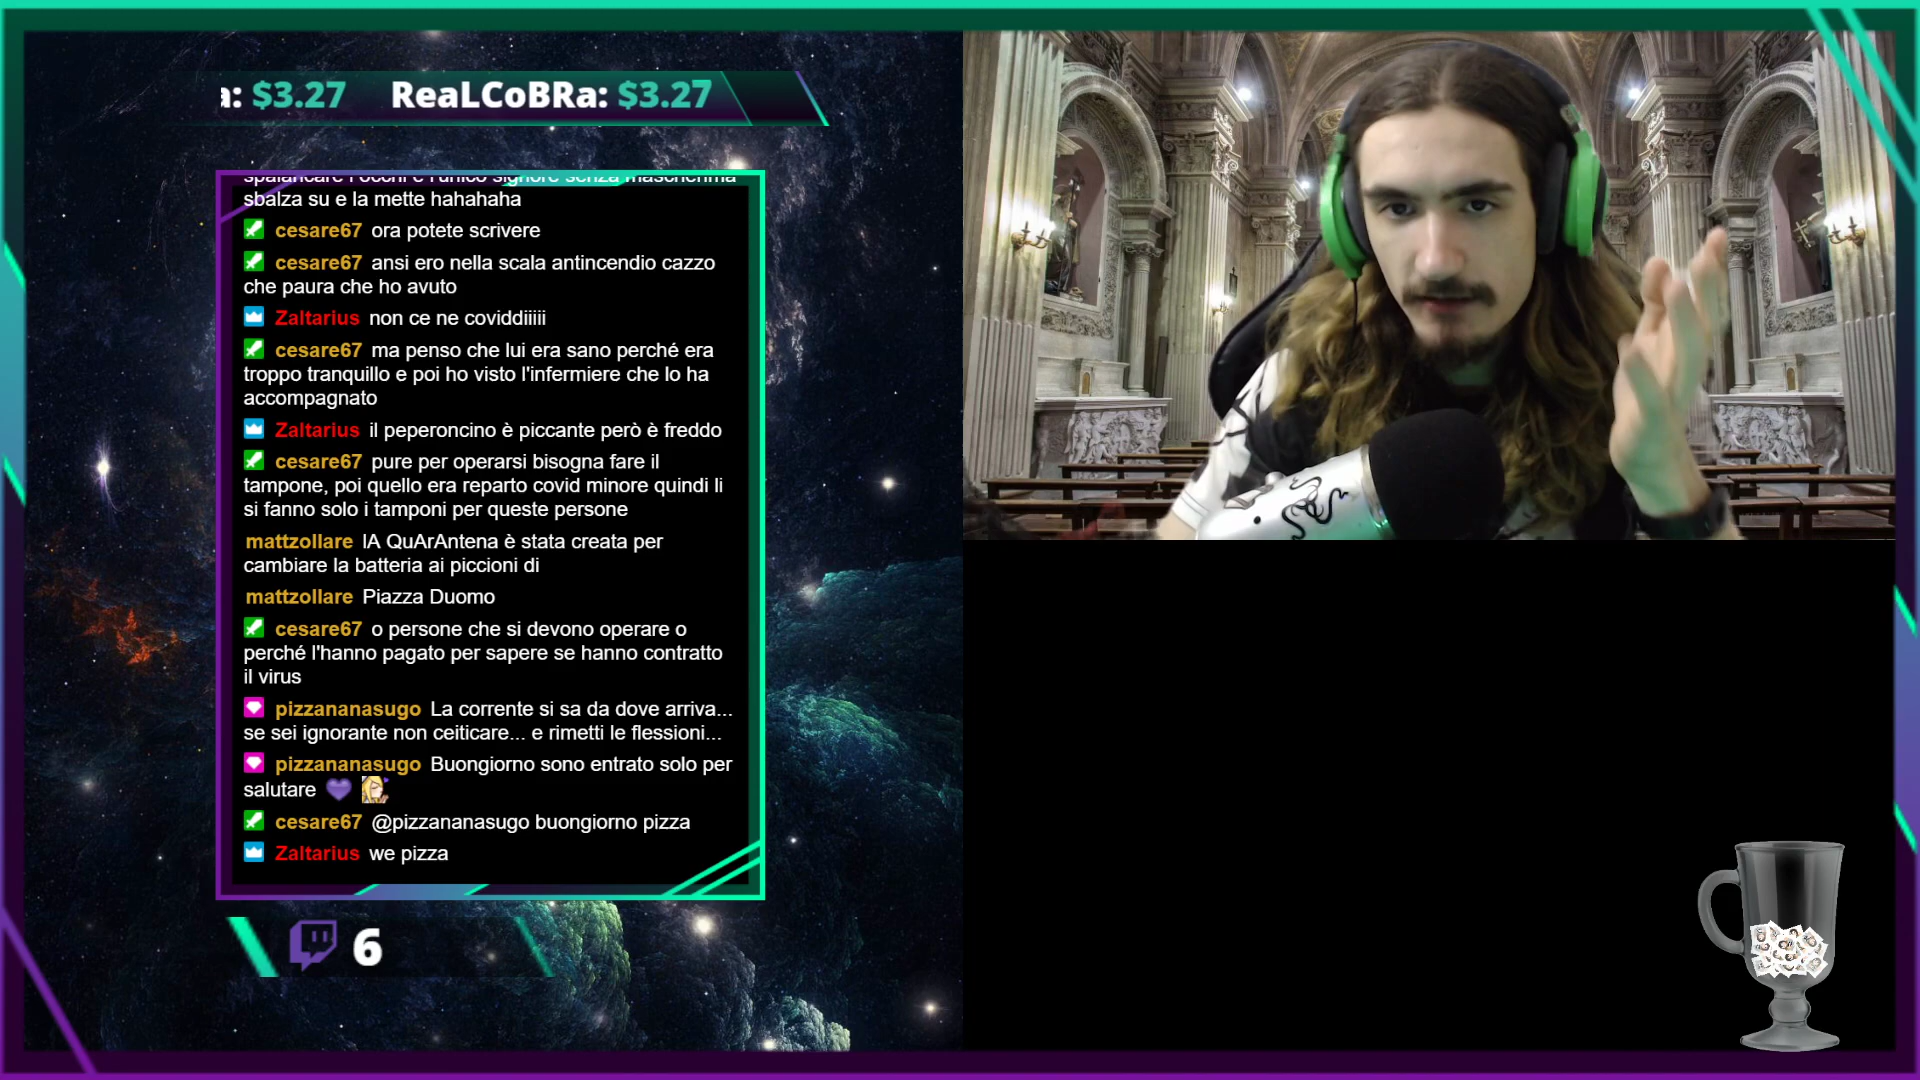 a: $3.27 ReaLCoBRa: $3.27
spalancare l'occhi e l'unico signore senza mascherima
sbalza su e la mette hahahaha
cesare67 ora potete scrivere
cesare67 ansi ero nella scala antincendio cazzo
che paura che ho avuto
Zaltarius non ce ne coviddiiiii
cesare67 ma penso che lui era sano perché era
troppo tranquillo e poi ho visto l'infermiere che lo ha
accompagnato
Zaltarius il peperoncino è piccante però è freddo
cesare67 pure per operarsi bisogna fare il
tampone, poi quello era reparto covid minore quindi li
si fanno solo i tamponi per queste persone
mattzollare lA QuArAntena è stata creata per
cambiare la batteria ai piccioni di
mattzollare Piazza Duomo
cesare67 o persone che si devono operare o
perché l'hanno pagato per sapere se hanno contratto
il virus
pizzananasugo La corrente si sa da dove arriva...
se sei ignorante non ceiticare... e rimetti le flessioni...
pizzananasugo Buongiorno sono entrato solo per
salutare
cesare67 @pizzananasugo buongiorno pizza
Zaltarius we pizza
6